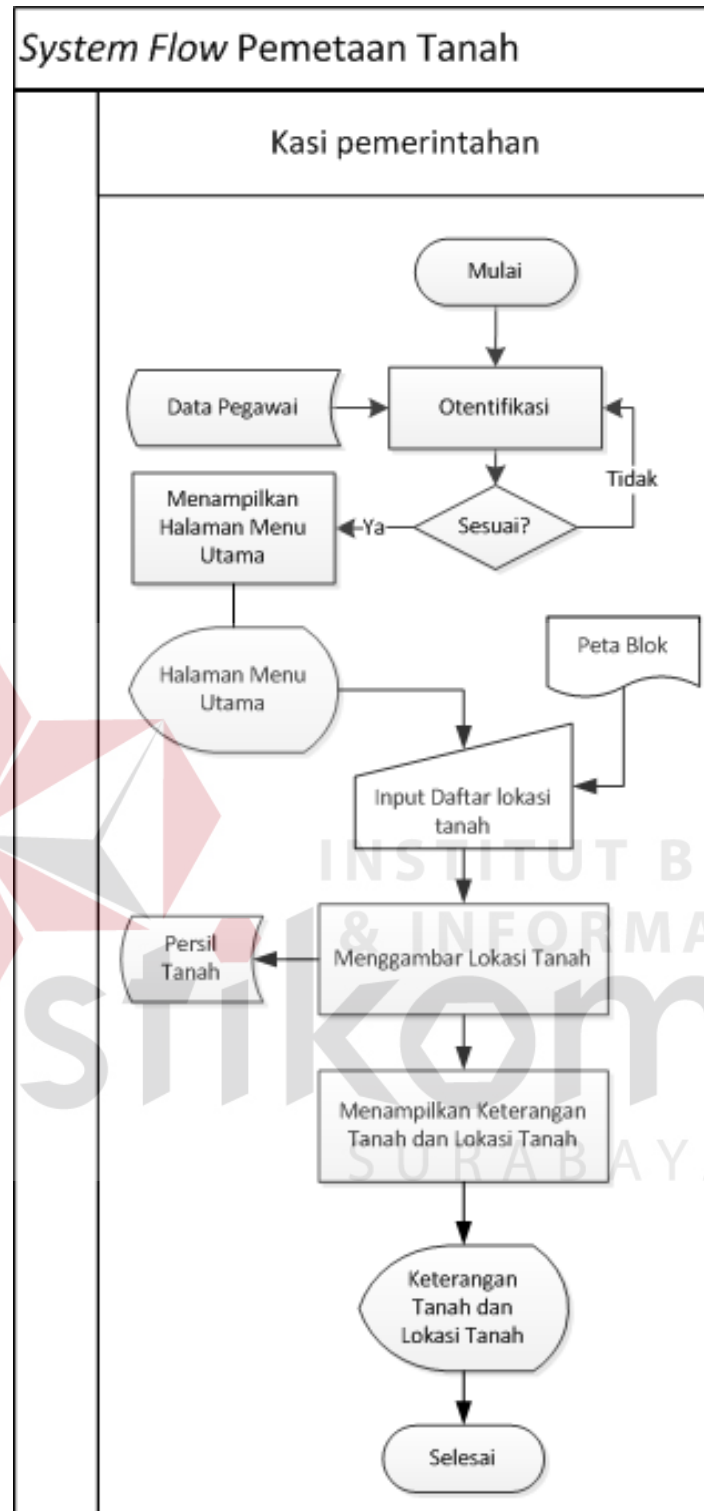 System Flow Pemetaan Tanah
Kasi pemerintahan
Mulai
Data Pegawai
Otentifikasi
Tidak
Sesuai?
Ya
Menampilkan
Halaman Menu
Utama
Halaman Menu
Utama
Peta Blok
Input Daftar lokasi
tanah
INSTITUT B
& INFORMA
Persil
Tanah
Menggambar Lokasi Tanah
stikom
Menampilkan Keterangan
Tanah dan Lokasi Tanah
SURABAYA
Keterangan
Tanah dan
Lokasi Tanah
Selesai